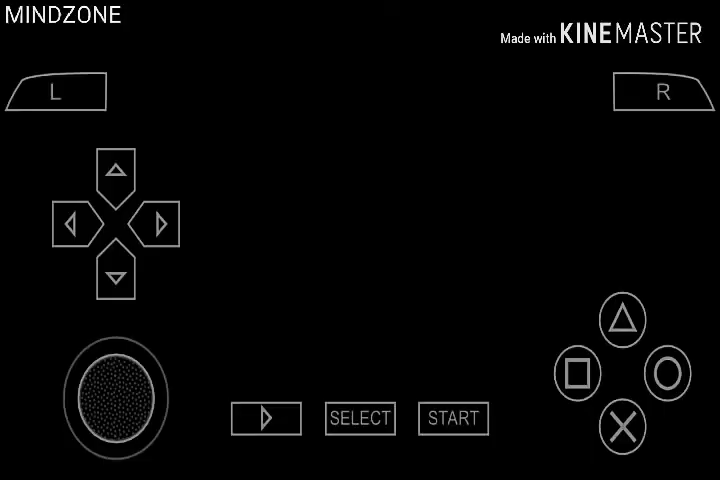 MINDZONE
Made with KINEMASTER
L
R
SELECT
START